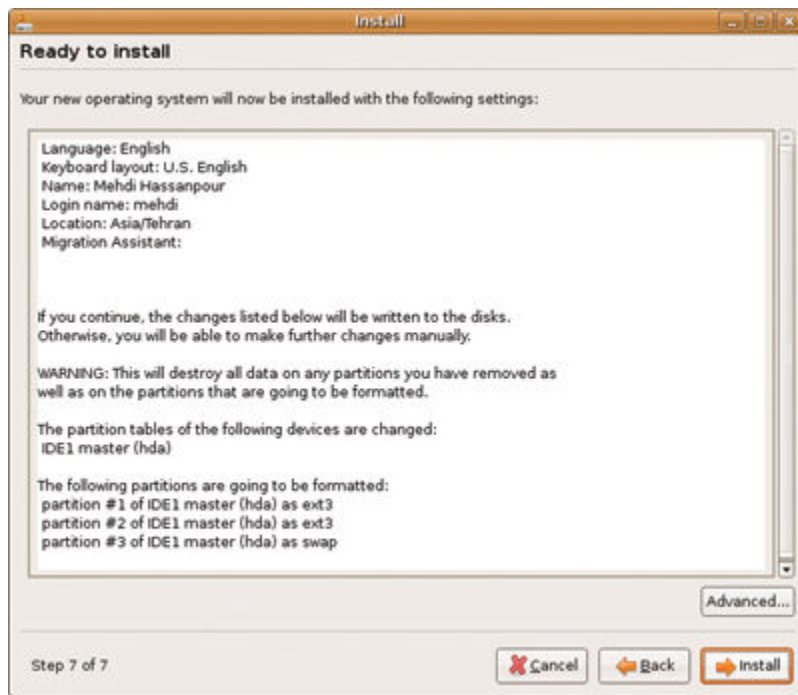 Install
Ready to install
Your new operating system will now be installed with the following settings:
Language: English
Keyboard layout: U.S. English
Name: Mehdi Hassanpour
Login name: mehdi
Location: Asia/Tehran
Migration Assistant:
If you continue, the changes listed below will be written to the disks.
Otherwise, you will be able to make further changes manually.
WARNING: This will destroy all data on any partitions you have removed as
well as on the partitions that are going to be formatted.
The partition tables of the following devices are changed:
IDE1 master (hda)
The following partitions are going to be formatted:
partition #1 of IDE1 master (hda) as ext3
partition #2 of IDE1 master (hda) as ext3
partition #3 of IDE1 master (hda) as swap
Advanced...
Step 7 of 7
Cancel
Back
Install